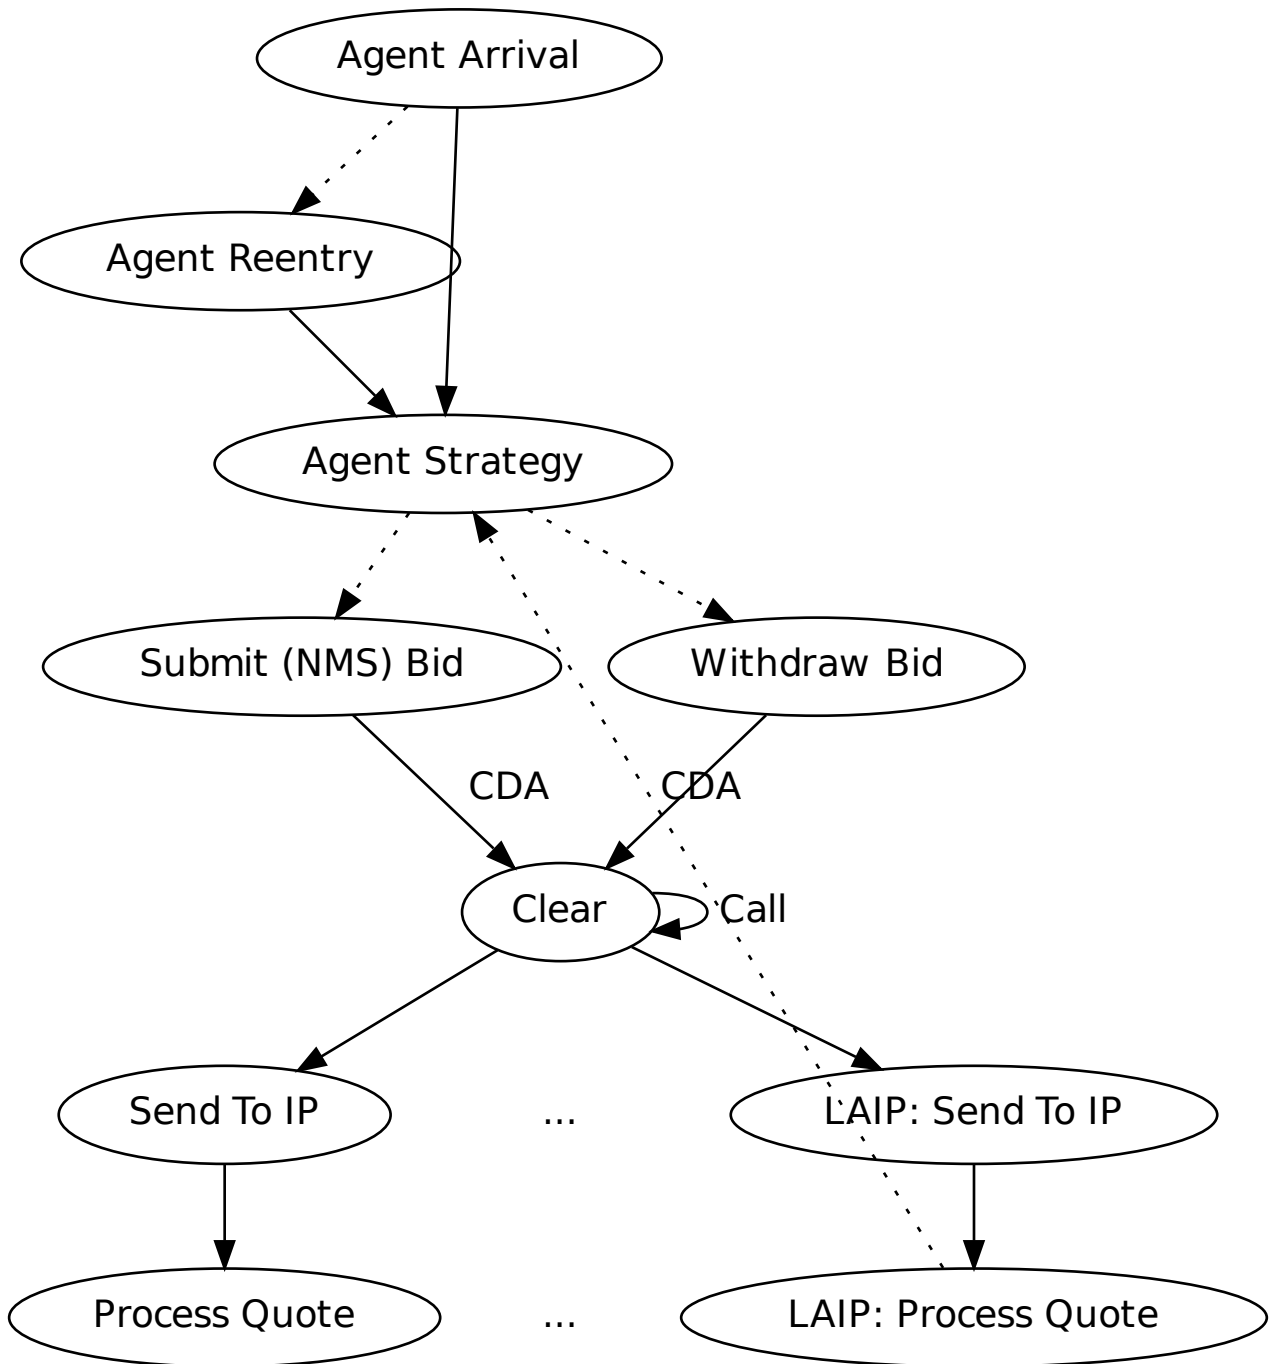 Agent Arrival
Agent Reentry
Agent Strategy
Submit (NMS) Bid
Withdraw Bid
CDA
CDA
Clear
Call
Send To IP
...
LAIP: Send To IP
Process Quote
...
LAIP: Process Quote